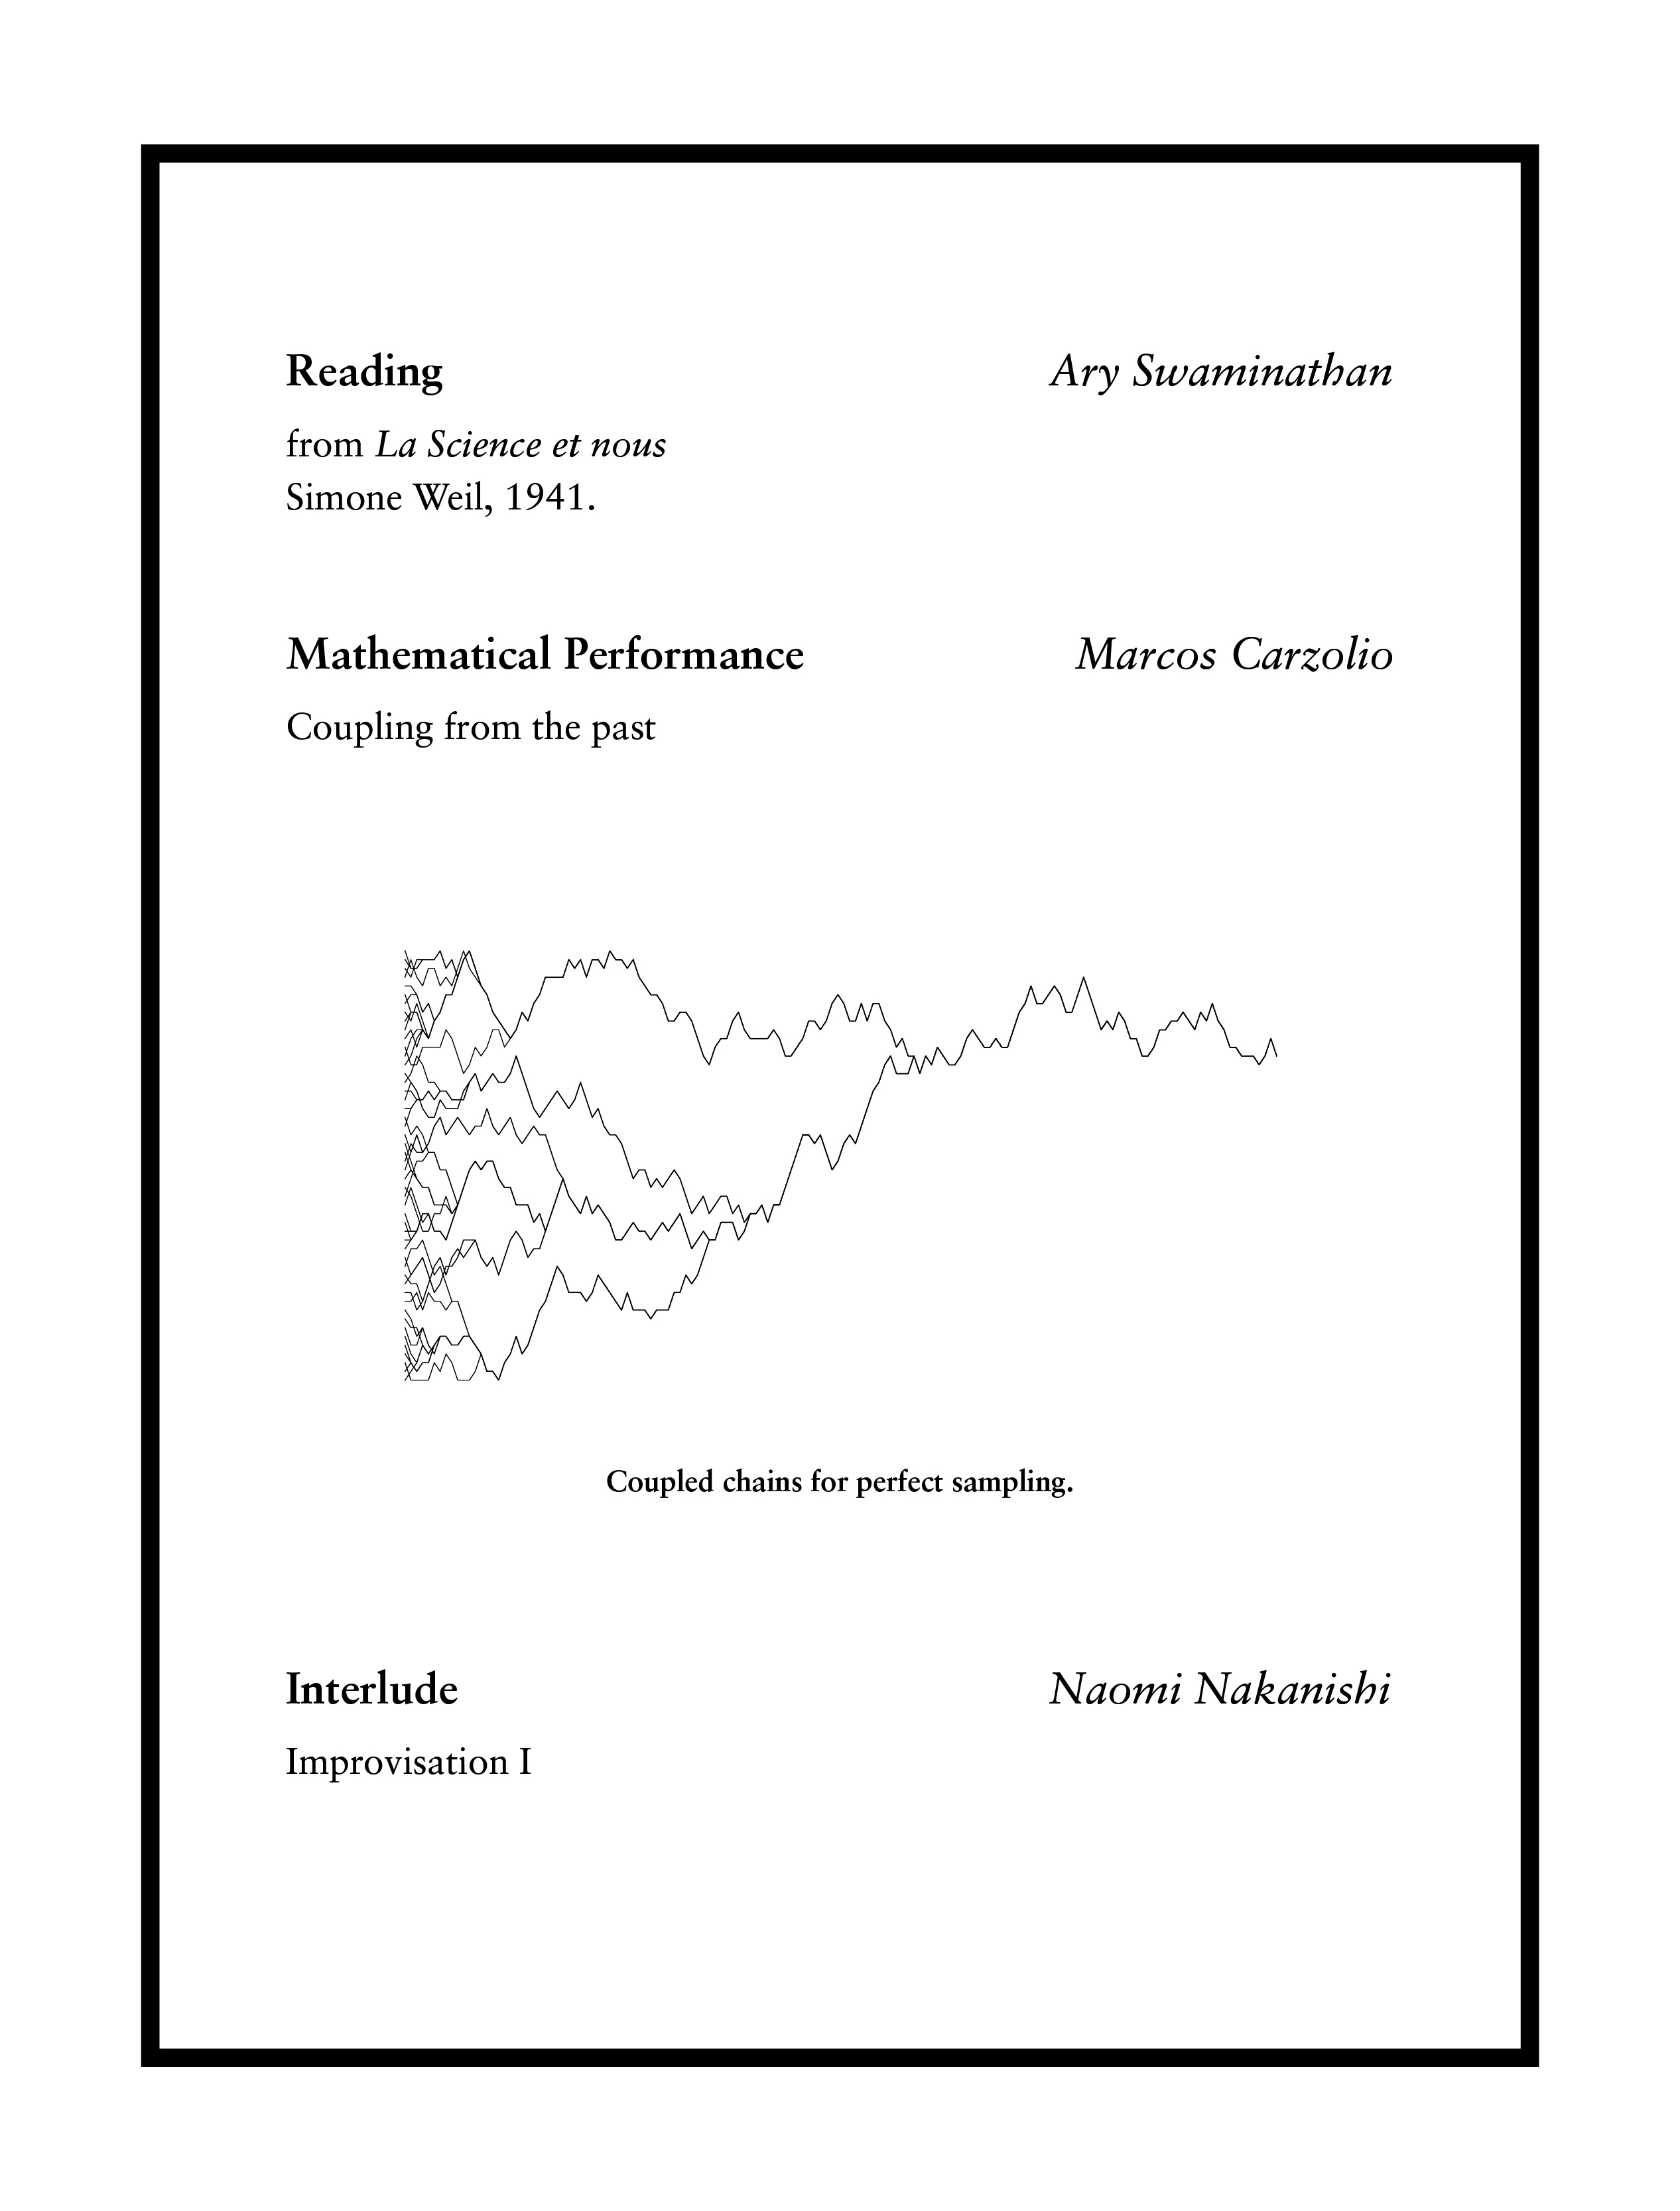 Reading Ary Swaminathan
from La Science et nous
Simone Weil, 1941.
Mathematical Performance Marcos Carzolio
Coupling from the past
Coupled chains for perfect sampling.
Interlude Naomi Nakanishi
Improvisation I